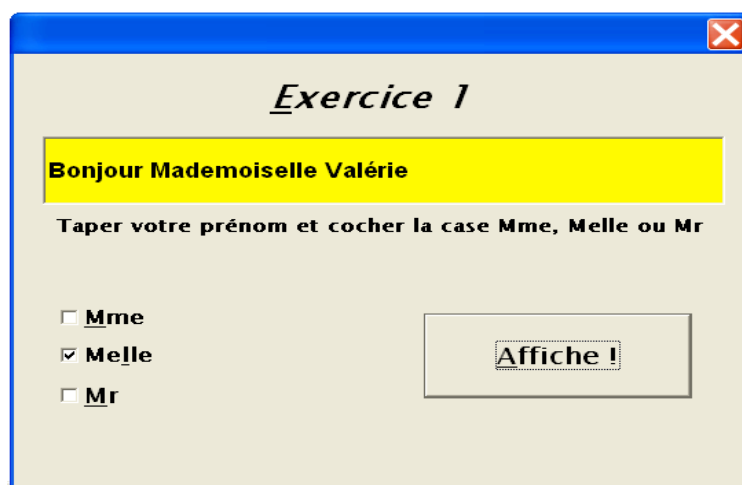 Exercice 1
Bonjour Mademoiselle Valérie
Taper votre prénom et cocher la case Mme, Melle ou Mr
Mme
Melle
Affiche !
Mr